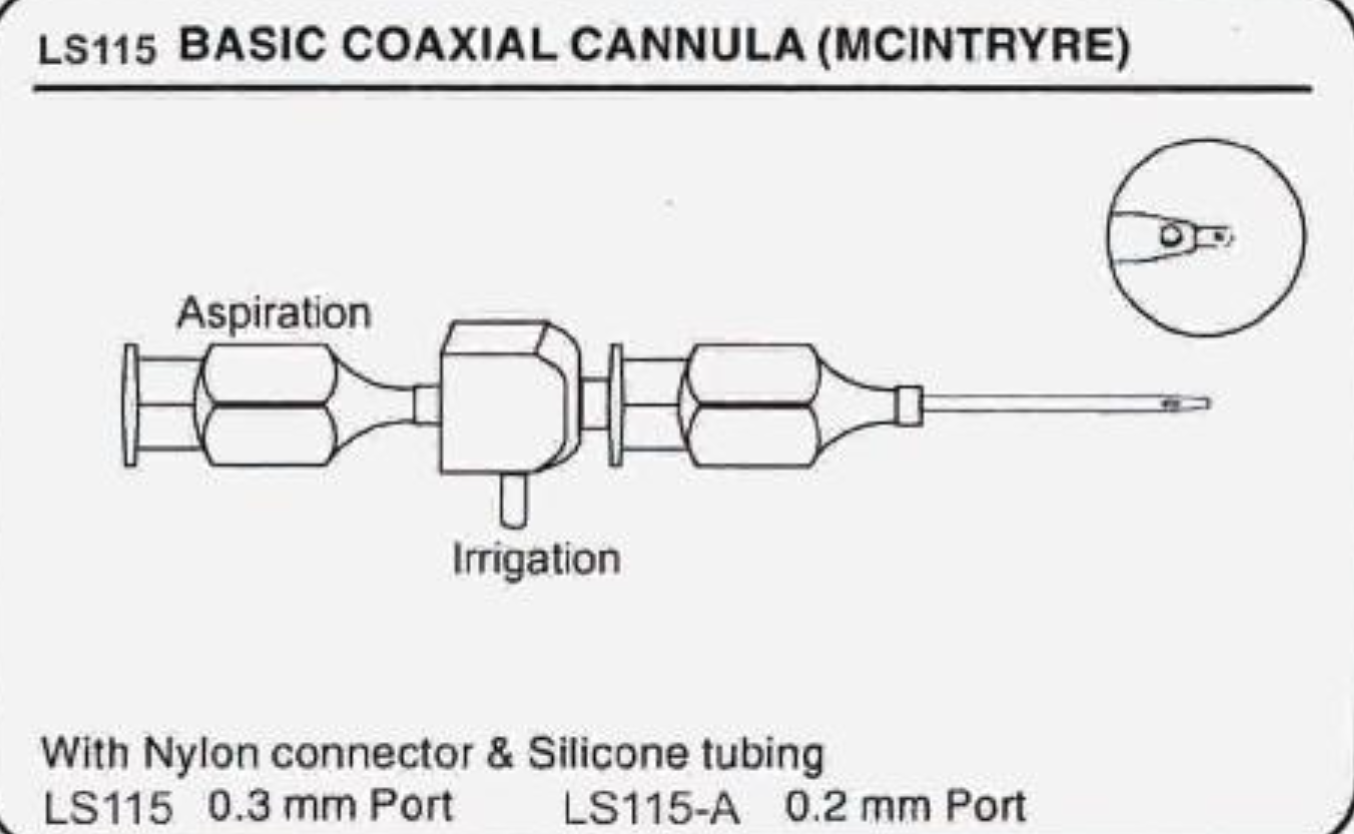 LS115 BASIC COAXIAL CANNULA (MCINTRYRE)
Aspiration
Irrigation
With Nylon connector & Silicone tubing
LS115 0.3 mm Port LS115-A 0.2 mm Port